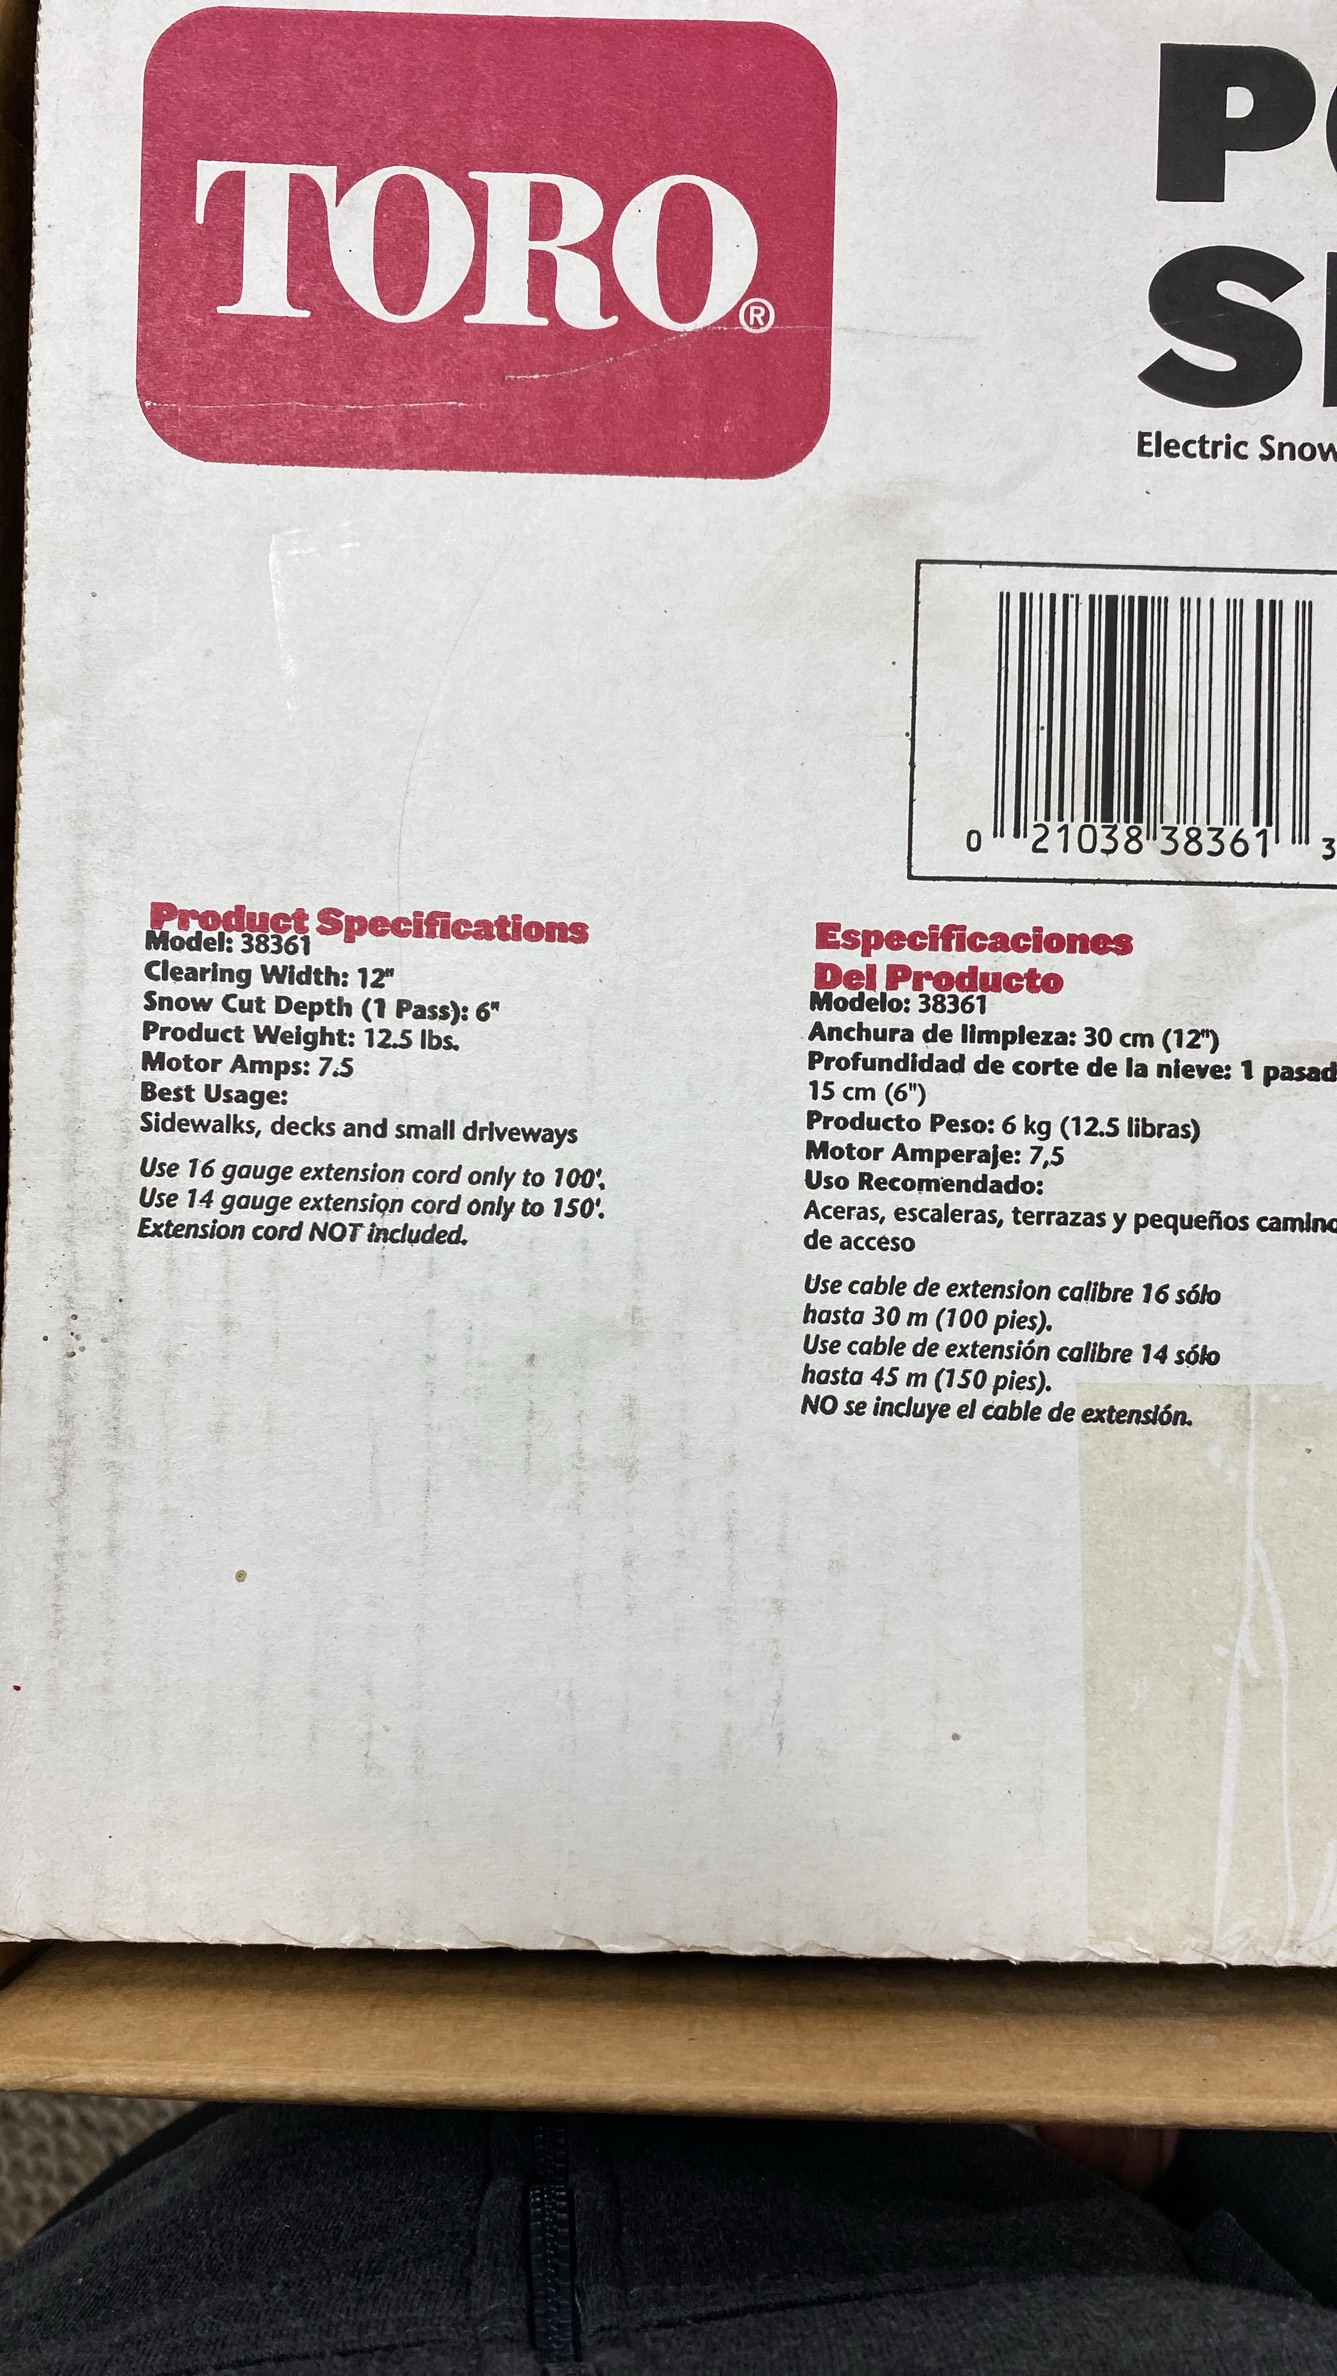 TORO®
Electric
0 21038 38361 3
Product Specifications
Model: 38361
Clearing Width: 12"
Snow Cut Depth (1 Pass): 6"
Product Weight: 12.5 lbs.
Motor Amps: 7.5
Best Usage:
Sidewalks, decks and small driveways
Use 16 gauge extension cord only to 100'.
Use 14 gauge extension cord only to 150'.
Extension cord NOT included.
Especificaciones
Del Producto
Modelo: 38361
Anchura de limpieza: 30 cm (12")
Profundidad de corte de la nieve: 1
15 cm (6")
Producto Peso: 6 kg (12.5 libras)
Motor Amperaje: 7,5
Uso Recomendado:
Aceras, escaleras, terrazas y pequeños
de acceso
Use cable de extension calibre 16 sólo
hasta 30 m (100 pies).
Use cable de extensión calibre 14 sólo
hasta 45 m (150 pies).
NO se incluye el cable de extensión.